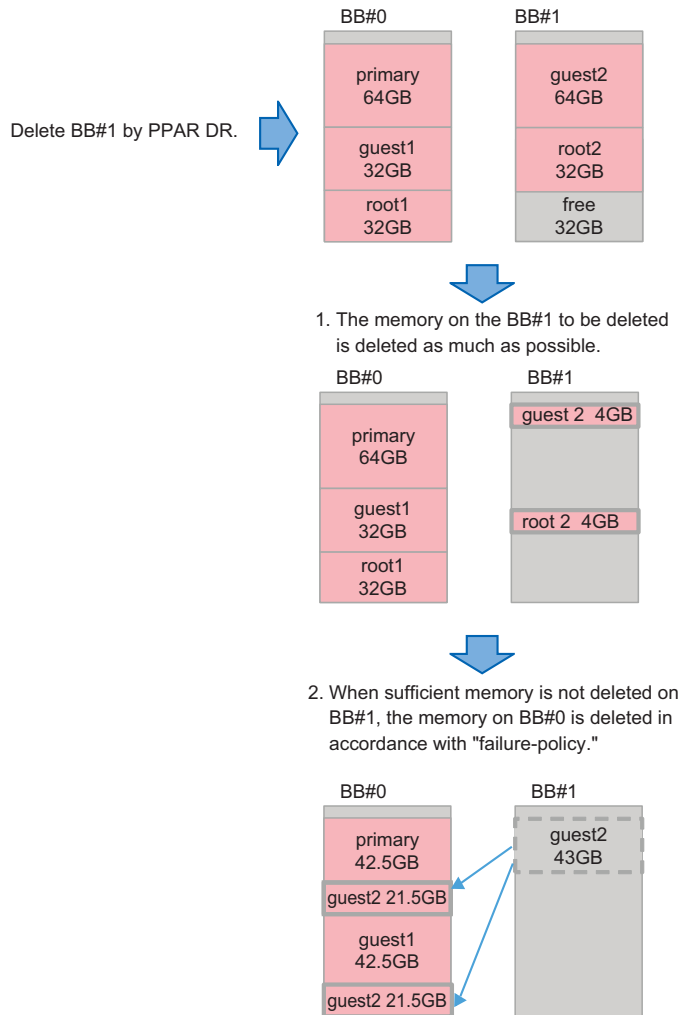 BB#0
BB#1
Delete BB#1 by PPAR DR.
primary
64GB
guest1
32GB
root1
32GB
guest2
64GB
root2
32GB
free
32GB
1. The memory on the BB#1 to be deleted
is deleted as much as possible.
BB#0
BB#1
primary
64GB
guest1
32GB
root1
32GB
guest 2 4GB
root 2 4GB
2. When sufficient memory is not deleted on
BB#1, the memory on BB#0 is deleted in
accordance with "failure-policy."
BB#0
BB#1
primary
42.5GB
guest2 21.5GB
guest1
42.5GB
guest2 21.5GB
guest2
43GB